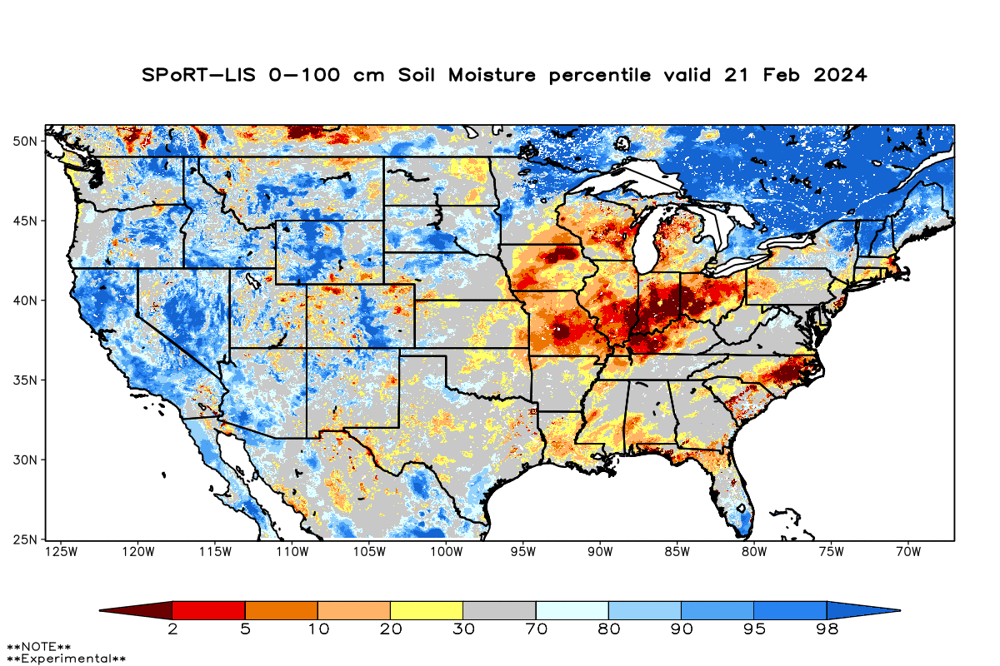 SPoRT-LIS 0-100 cm Soil Moisture percentile valid 21 Feb 2024
50N
45N
40N
35N
30N
25N
125W 120W 115W 110W 105W 100W 95W 90W 85W 80W 75W 70W
2 5 10 20 30 70 80 90 95 98
**NOTE**
**Experimental**